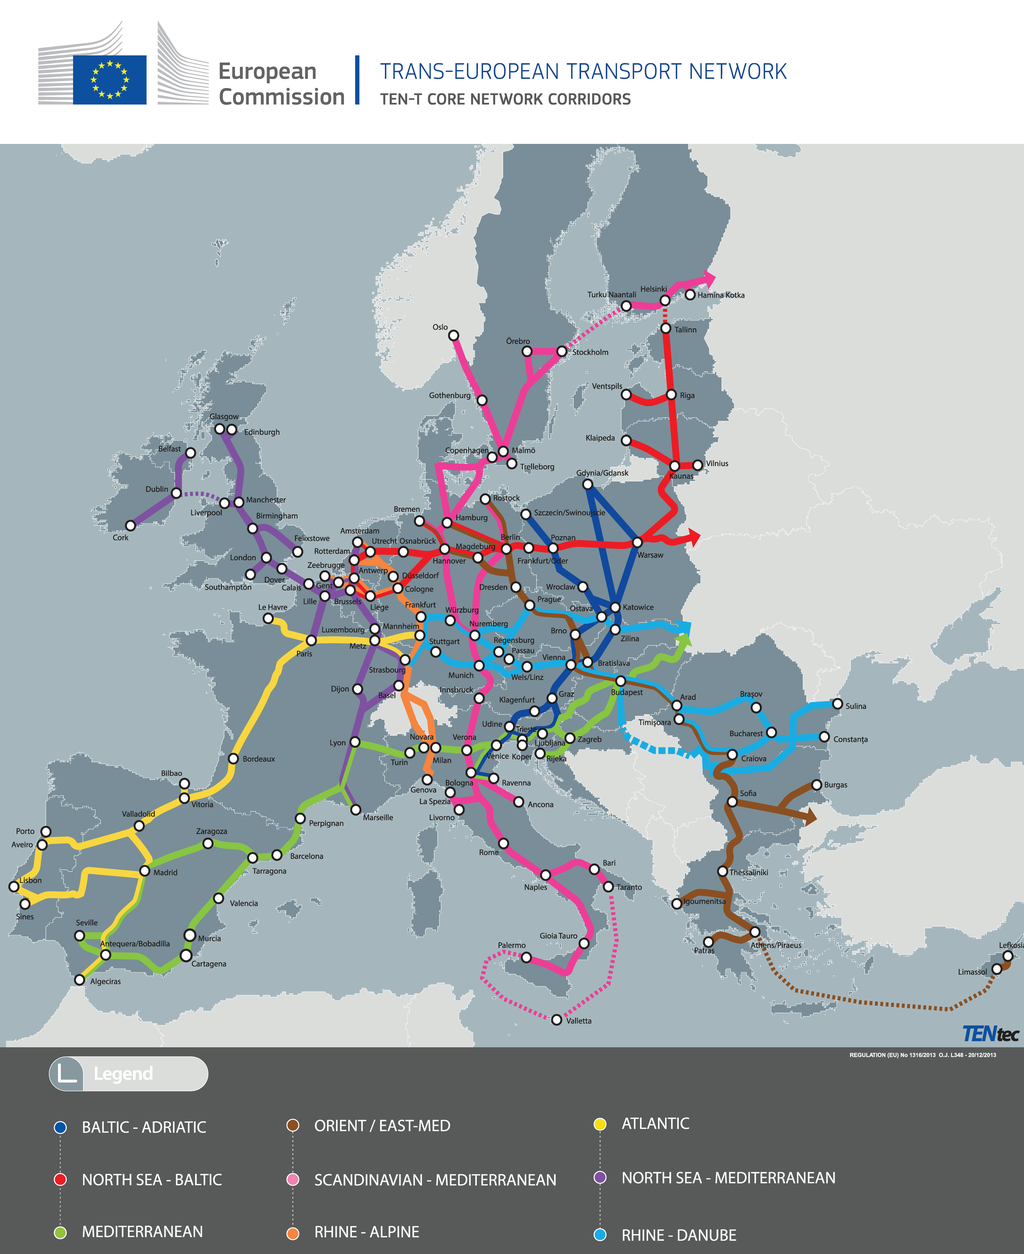 European
Commission
TRANS-EUROPEAN TRANSPORT NETWORK
TEN-T CORE NETWORK CORRIDORS
Helsinki
Turku Naantali
Hamina Kotka
Oslo
Tallinn
Örebro
Stockholm
Ventspils
Riga
Gothenburg
Glasgow
Edinburgh
Klaipeda
Belfast
Copenhagen
Malmö
Trelleborg
Vilnius
Kaunas
Gdynia/Gdansk
Dublin
Liverpool
Manchester
Rostock
Bremen
Szczecin/Swinoujscie
Birmingham
Hamburg
Cork
Amsterdam
Felixstowe
Utrecht
Osnabrück
Berlin
Poznan
Rotterdam
Magdeburg
Warsaw
London
Hannover
Frankfurt/Oder
Zeebrugge
Dover
Antwerp
Düsseldorf
Southampton
Calais
Gent
Cologne
Dresden
Wroclaw
Lille
Brussels
Liège
Prague
Le Havre
Frankfurt
Ostava
Katowice
Luxembourg
Mannheim
Würzburg
Nuremberg
Brno
Zilina
Paris
Metz
Stuttgart
Regensburg
Passau
Vienna
Bratislava
Strasbourg
Munich
Wels/Linz
Dijon
Basel
Innsbruck
Klagenfurt
Graz
Budapest
Arad
Braşov
Sulina
Udine
Trieste
Timişoara
Bucharest
Constanţa
Lyon
Novara
Verona
Venice
Koper
Ljubljana
Zagreb
Rijeka
Craiova
Turin
Milan
Bordeaux
Bilbao
Genova
Bologna
Ravenna
Sofia
Burgas
Vitoria
La Spezia
Ancona
Livorno
Marseille
Valladolid
Perpignan
Porto
Aveiro
Zaragoza
Rome
Barcelona
Tarragona
Madrid
Bari
Thessaloniki
Lisbon
Naples
Taranto
Valencia
Igoumenitsa
Sines
Seville
Murcia
Gioia Tauro
Athens/Piraeus
Antequera/Bobadilla
Palermo
Patras
Lefkosia
Cartagena
Limassol
Algeciras
Valletta
TENtec
REGULATION (EU) No 1316/2013 O.J. L348 - 20/12/2013
Legend
BALTIC - ADRIATIC
ORIENT / EAST-MED
ATLANTIC
NORTH SEA - BALTIC
SCANDINAVIAN - MEDITERRANEAN
NORTH SEA - MEDITERRANEAN
MEDITERRANEAN
RHINE - ALPINE
RHINE - DANUBE